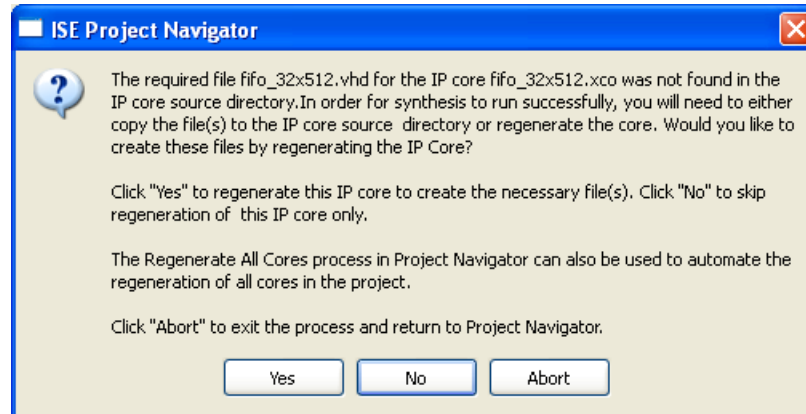 ISE Project Navigator
The required file fifo_32x512.vhd for the IP core fifo_32x512.xco was not found in the
IP core source directory.In order for synthesis to run successfully, you will need to either
copy the file(s) to the IP core source  directory or regenerate the core. Would you like to
create these files by regenerating the IP Core?
Click "Yes" to regenerate this IP core to create the necessary file(s). Click "No" to skip
regeneration of  this IP core only.
The Regenerate All Cores process in Project Navigator can also be used to automate the
regeneration of all cores in the project.
Click "Abort" to exit the process and return to Project Navigator.
Yes No Abort